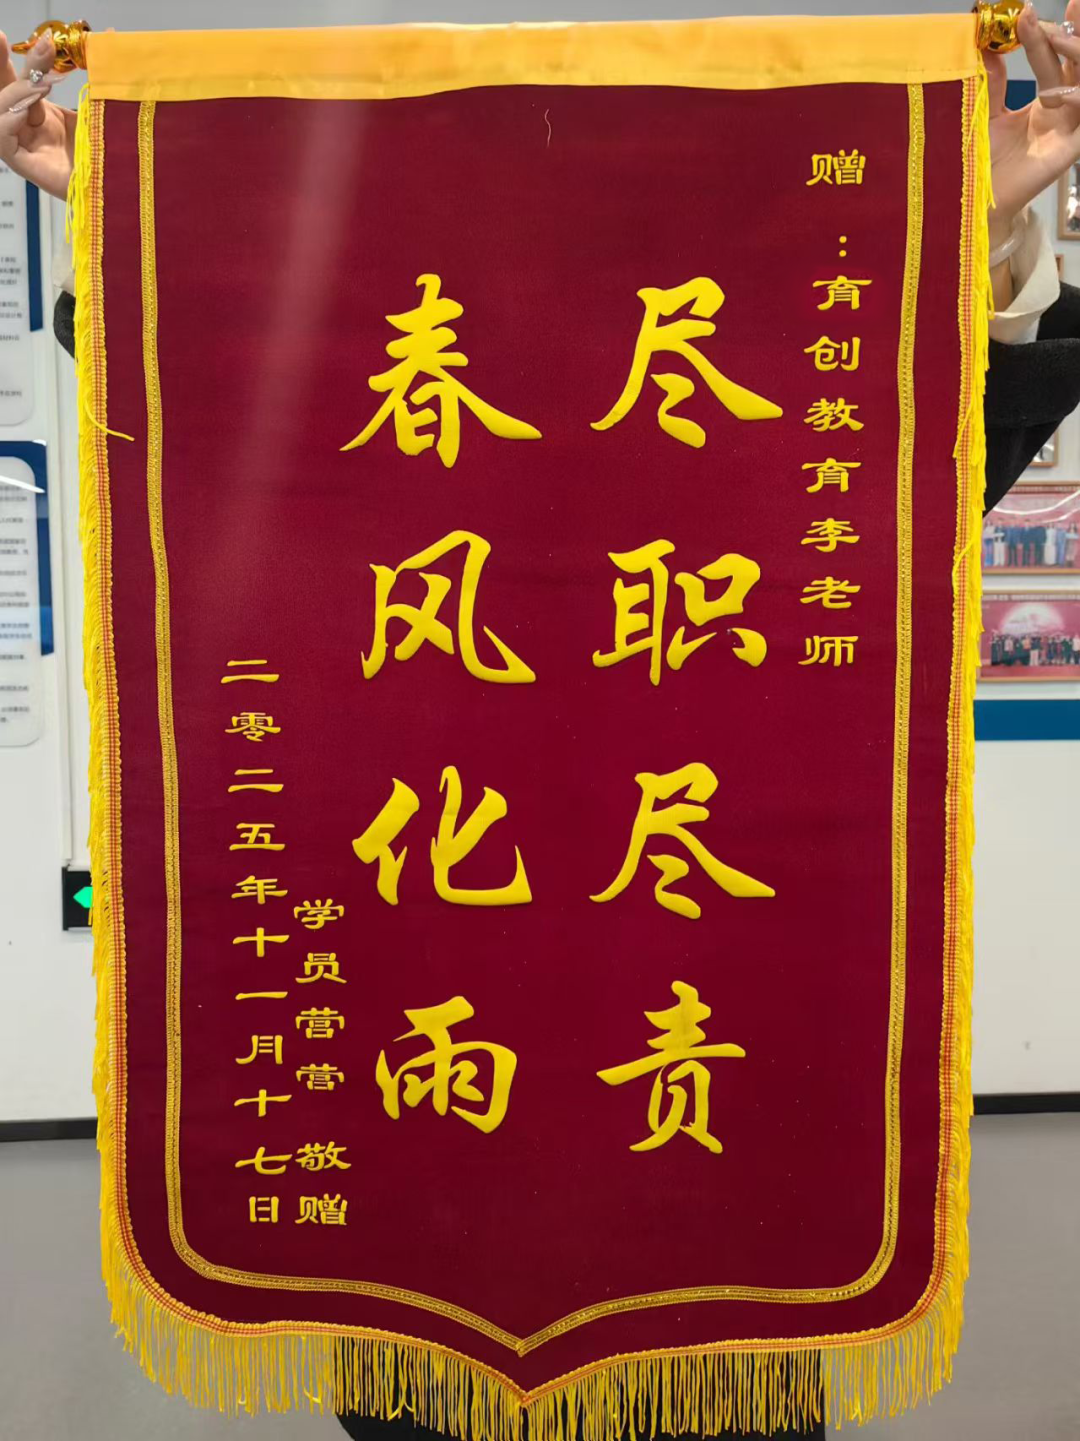 赠：育创教育李老师
尽职尽责
春风化雨
学员营营 敬赠
二零二五年十一月十七日